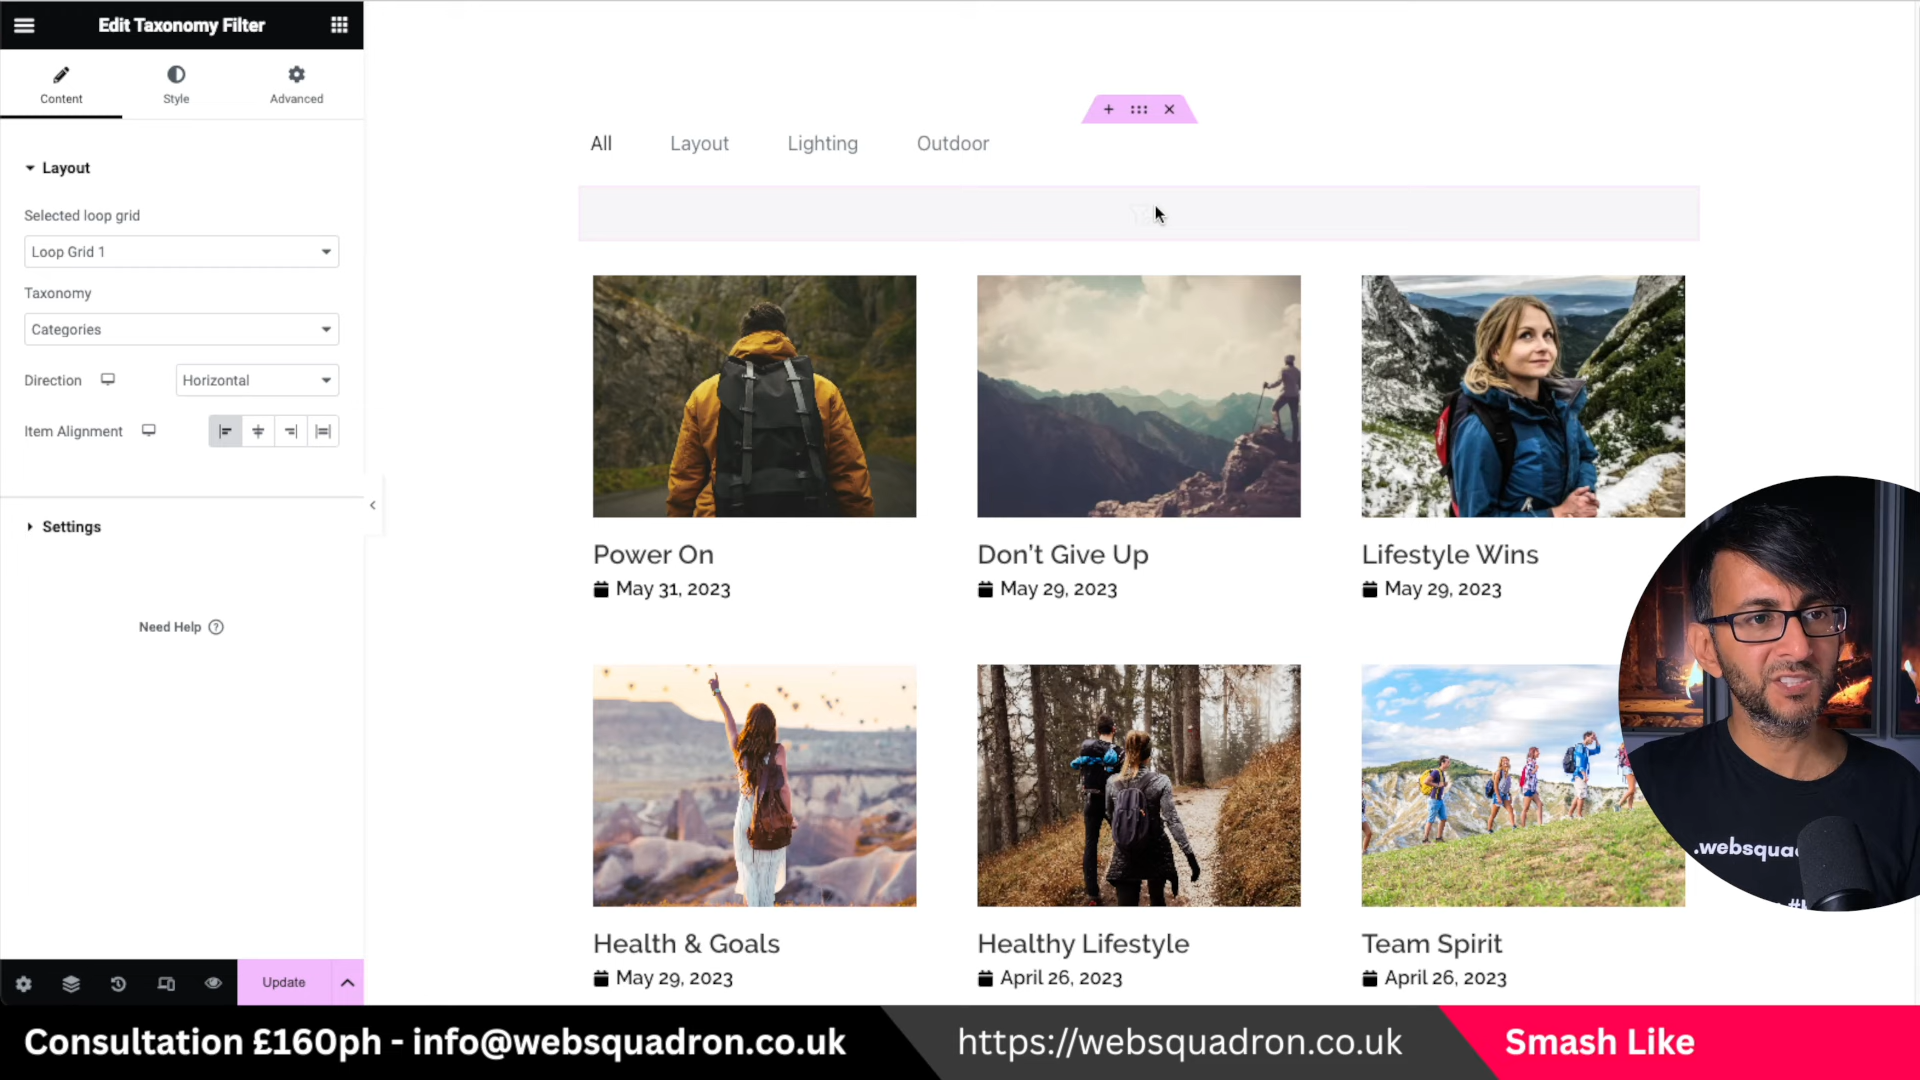 Edit Taxonomy Filter
Content
Style
Advanced
Layout
Selected loop grid
Loop Grid 1
Taxonomy
Categories
Direction
Horizontal
Item Alignment
Settings
Need Help ?
Update
All
Layout
Lighting
Outdoor
Power On
May 31, 2023
Don't Give Up
May 29, 2023
Lifestyle Wins
May 29, 2023
Health & Goals
May 29, 2023
Healthy Lifestyle
April 26, 2023
Team Spirit
April 26, 2023
Consultation £160ph - info@websquadron.co.uk
https://websquadron.co.uk
Smash Like